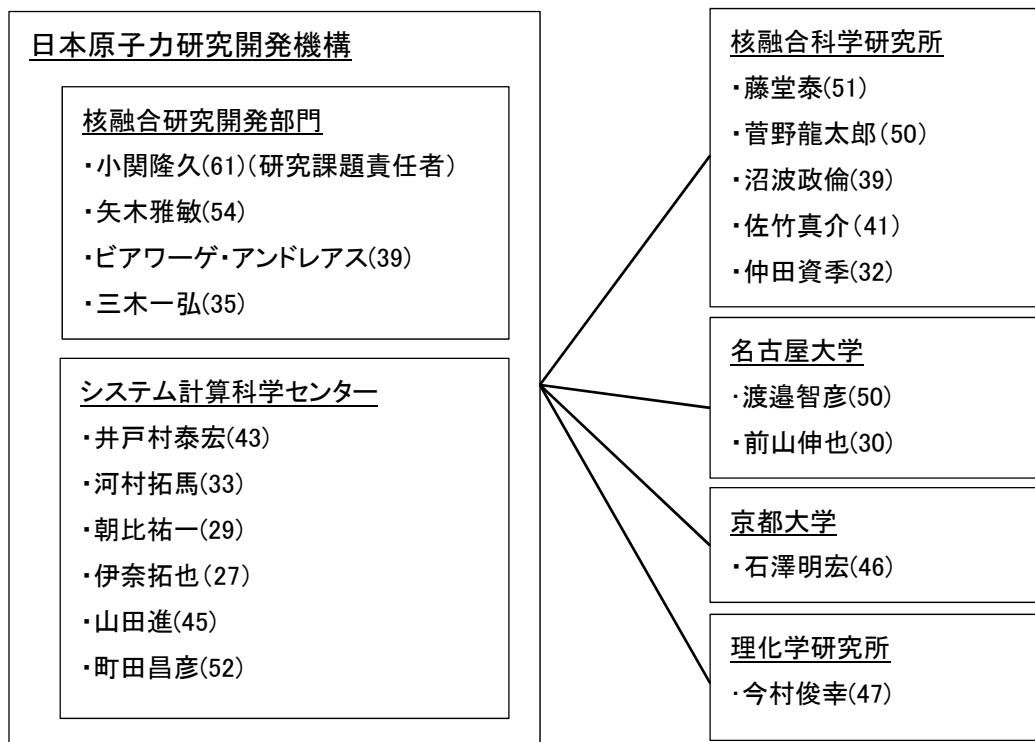 日本原子力研究開発機構
核融合研究開発部門
・小関隆久(61)(研究課題責任者)
・矢木雅敏(54)
・ビアワーゲ・アンドレアス(39)
・三木一弘(35)
システム計算科学センター
・井戸村泰宏(43)
・河村拓馬(33)
・朝比祐一(29)
・伊奈拓也(27)
・山田進(45)
・町田昌彦(52)
核融合科学研究所
・藤堂泰(51)
・菅野龍太郎(50)
・沼波政倫(39)
・佐竹真介(41)
・仲田資季(32)
名古屋大学
・渡邉智彦(50)
・前山伸也(30)
京都大学
・石澤明宏(46)
理化学研究所
・今村俊幸(47)